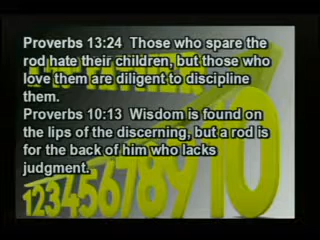 Proverbs 13:24 Those who spare the
rod hate their children, but those who
love them are diligent to discipline
them.
Proverbs 10:13 Wisdom is found on
the lips of the discerning, but a rod is
for the back of him who lacks
judgment.
12345678910